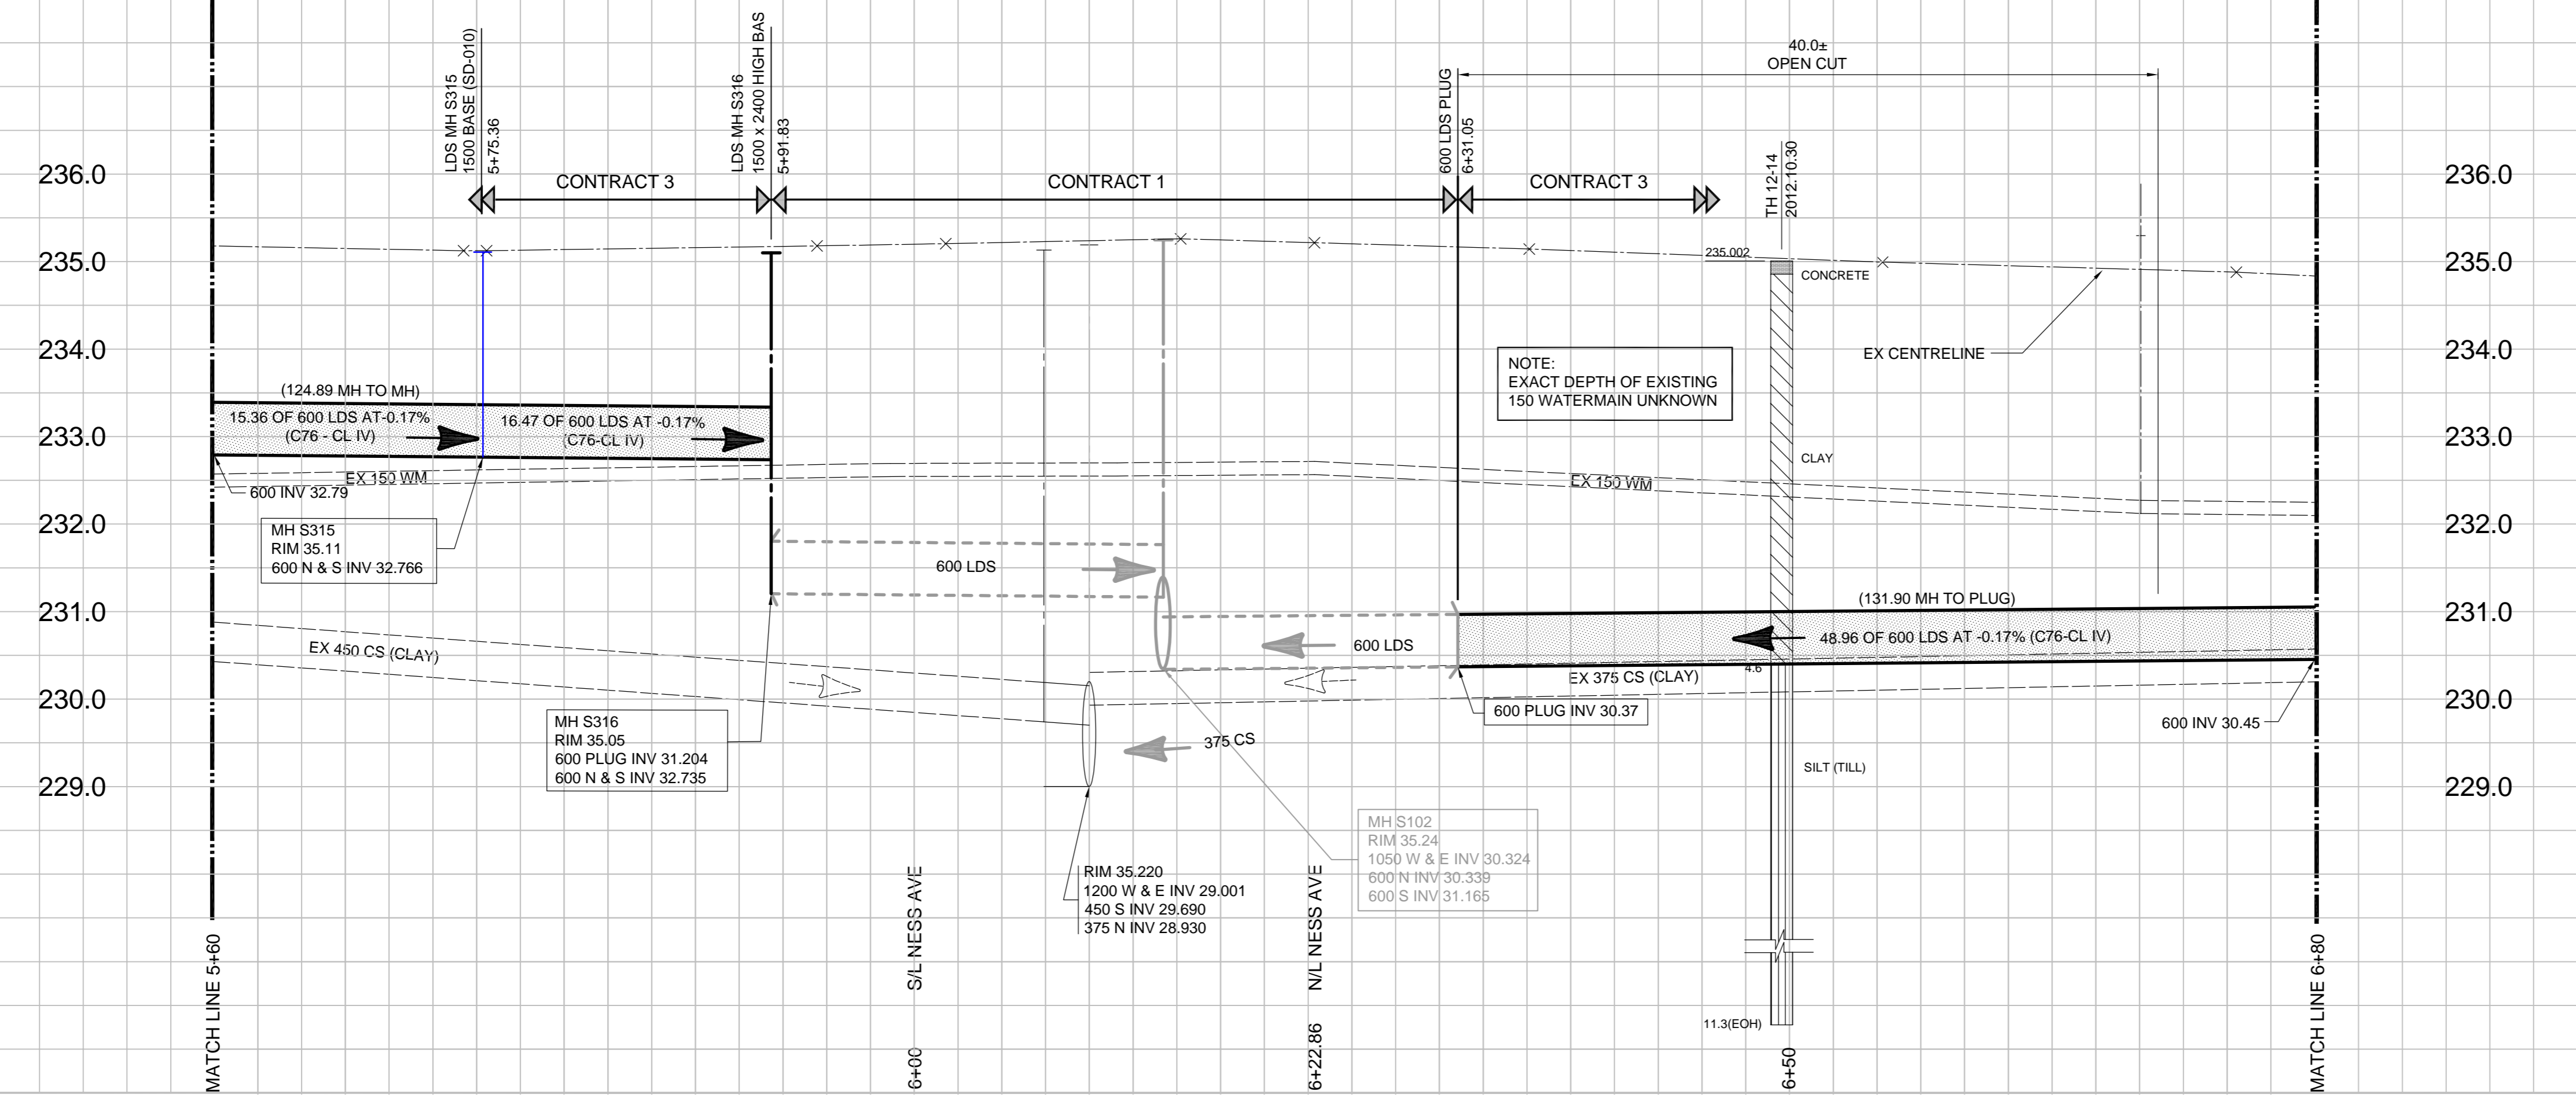 LDS MH S315
1500 BASE (SD-010)
5+75.36
LDS MH S316
1500 x 2400 HIGH BAS
5+91.83
600 LDS PLUG
6+31.05
40.0±
OPEN CUT
TH 12-14
2012.10.30
CONTRACT 3
CONTRACT 1
CONTRACT 3
236.0
236.0
235.0
235.0
234.0
234.0
233.0
233.0
232.0
232.0
231.0
231.0
230.0
230.0
229.0
229.0
235.002
CONCRETE
EX CENTRELINE
NOTE:
EXACT DEPTH OF EXISTING
150 WATERMAIN UNKNOWN
(124.89 MH TO MH)
15.36 OF 600 LDS AT-0.17%
(C76 - CL IV)
16.47 OF 600 LDS AT -0.17%
(C76-CL IV)
CLAY
EX 150 WM
EX 150 WM
600 INV 32.79
MH S315
RIM 35.11
600 N & S INV 32.766
600 LDS
(131.90 MH TO PLUG)
48.96 OF 600 LDS AT -0.17% (C76-CL IV)
600 LDS
EX 450 CS (CLAY)
4.6
EX 375 CS (CLAY)
600 PLUG INV 30.37
600 INV 30.45
MH S316
RIM 35.05
600 PLUG INV 31.204
600 N & S INV 32.735
375 CS
SILT (TILL)
MH S102
RIM 35.24
1050 W & E INV 30.324
600 N INV 30.339
600 S INV 31.165
RIM 35.220
1200 W & E INV 29.001
450 S INV 29.690
375 N INV 28.930
11.3(EOH)
MATCH LINE 5+60
S/L NESS AVE
6+00
N/L NESS AVE
6+22.86
6+50
MATCH LINE 6+80